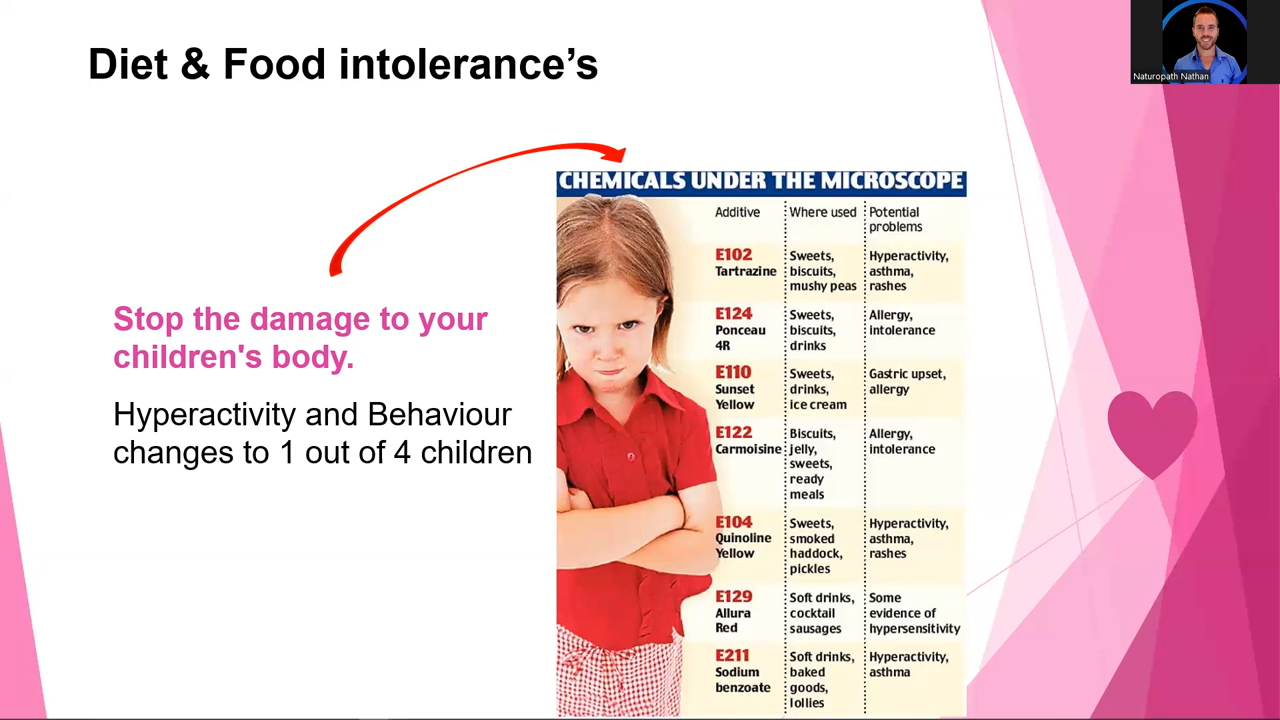 Diet & Food intolerance’s
Naturopath Nathan
Stop the damage to your
children's body.
Hyperactivity and Behaviour
changes to 1 out of 4 children
CHEMICALS UNDER THE MICROSCOPE
Additive Where used Potential
problems
E102 Sweets, Hyperactivity,
Tartrazine biscuits, asthma,
mushy peas rashes
E124 Sweets, Allergy,
Ponceau biscuits, intolerance
4R drinks
E110 Sweets, Gastric upset,
Sunset drinks, allergy
Yellow ice cream
E122 Biscuits, Allergy,
Carmoisine jelly, intolerance
sweets,
ready
meals
E104 Sweets, Hyperactivity,
Quinoline smoked asthma,
Yellow haddock, rashes
pickles
E129 Soft drinks, Some
Allura cocktail evidence of
Red sausages hypersensitivity
E211 Soft drinks, Hyperactivity,
Sodium baked asthma
benzoate goods,
lollies